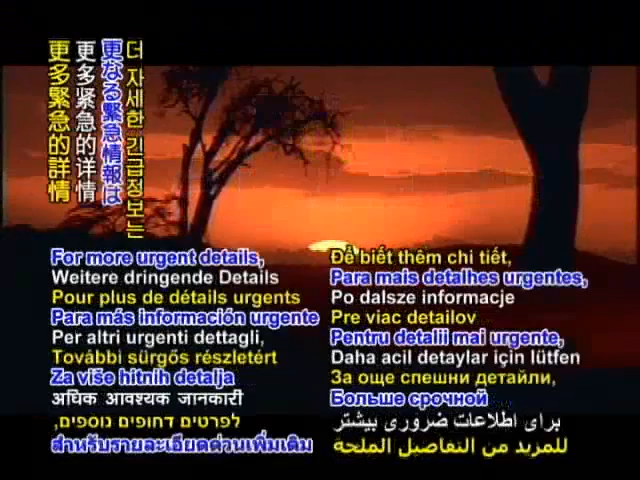 更多緊急的詳情
更多紧急的详情
更なる緊急情報は
더 자세한 긴급정보는
For more urgent details,
Weitere dringende Details
Pour plus de détails urgents
Para más información urgente
Per altri urgenti dettagli,
További sürgős részletért
Za više hitnih detalja
अधिक आवश्यक जानकारी
לפרטים דחופים נוספים,
สำหรับรายละเอียดด่วนเพิ่มเติม
Để biết thêm chi tiết,
Para mais detalhes urgentes,
Po dalsze informacje
Pre viac detailov
Pentru detalii mai urgente,
Daha acil detaylar için lütfen
За още спешни детайли,
Больше срочной
برای اطلاعات ضروری بیشتر
للمزيد من التفاصيل الملحة